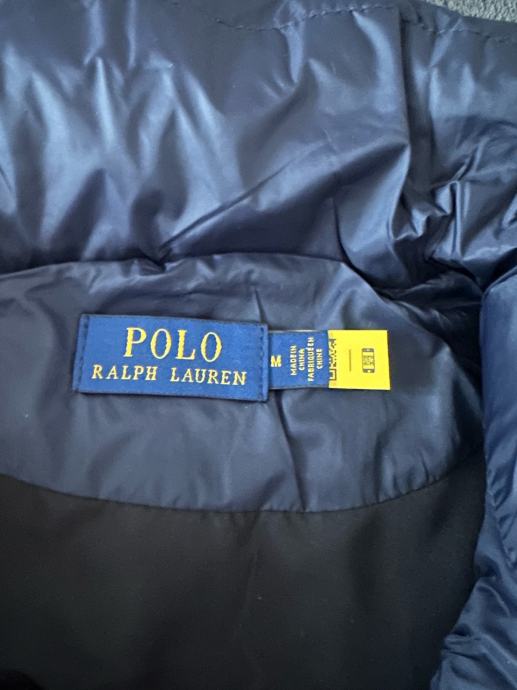 POLO
RALPH LAUREN
M
MADE IN
CHINA
FABRIQUÉ EN
CHINE